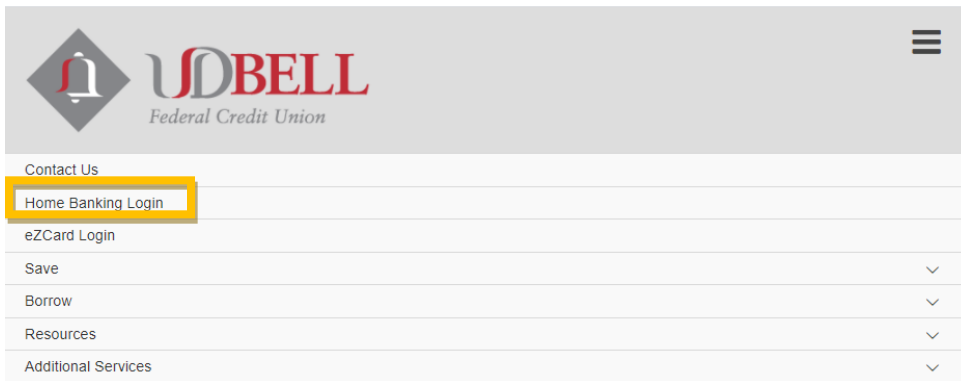 UDBELL
Federal Credit Union
Contact Us
Home Banking Login
eZCard Login
Save
Borrow
Resources
Additional Services